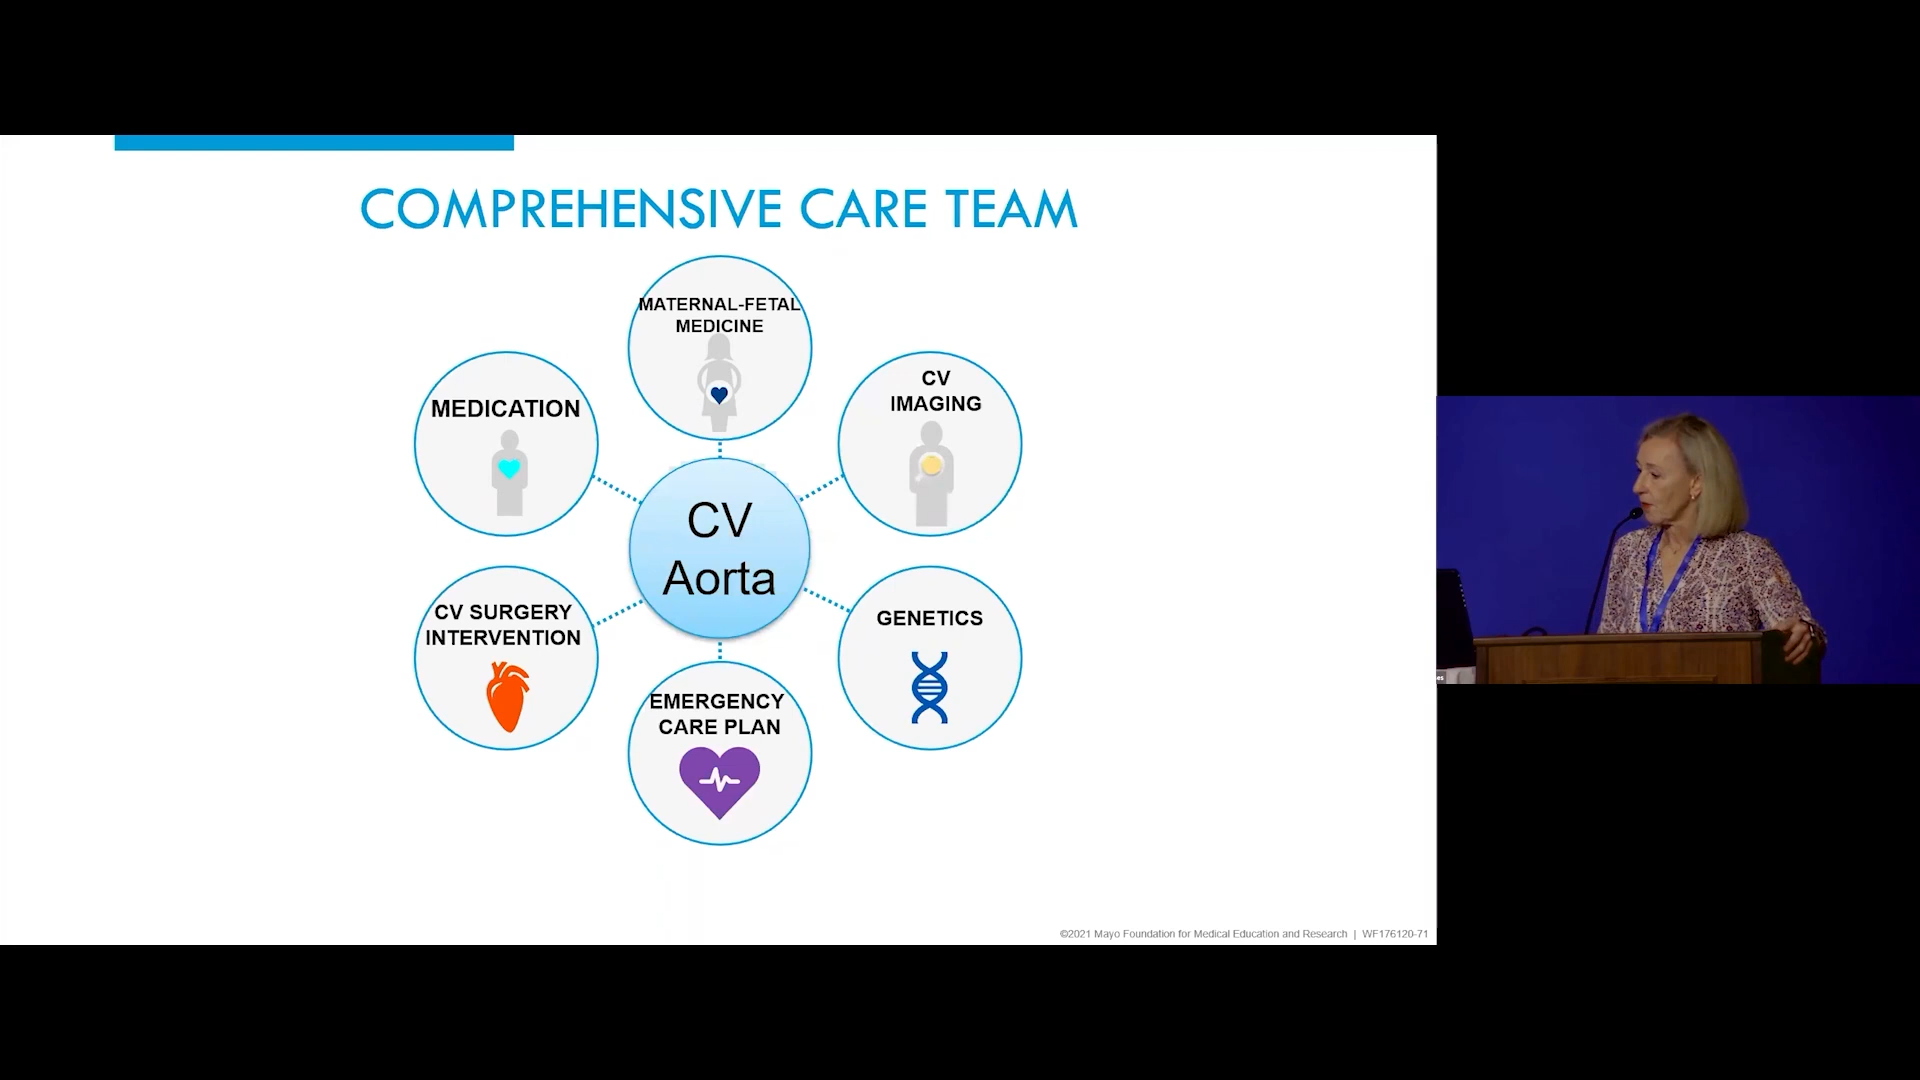 COMPREHENSIVE CARE TEAM
MATERNAL-FETAL
MEDICINE
MEDICATION
CV
IMAGING
CV
Aorta
CV SURGERY
INTERVENTION
GENETICS
EMERGENCY
CARE PLAN
©2021 Mayo Foundation for Medical Education and Research | WF176120-71